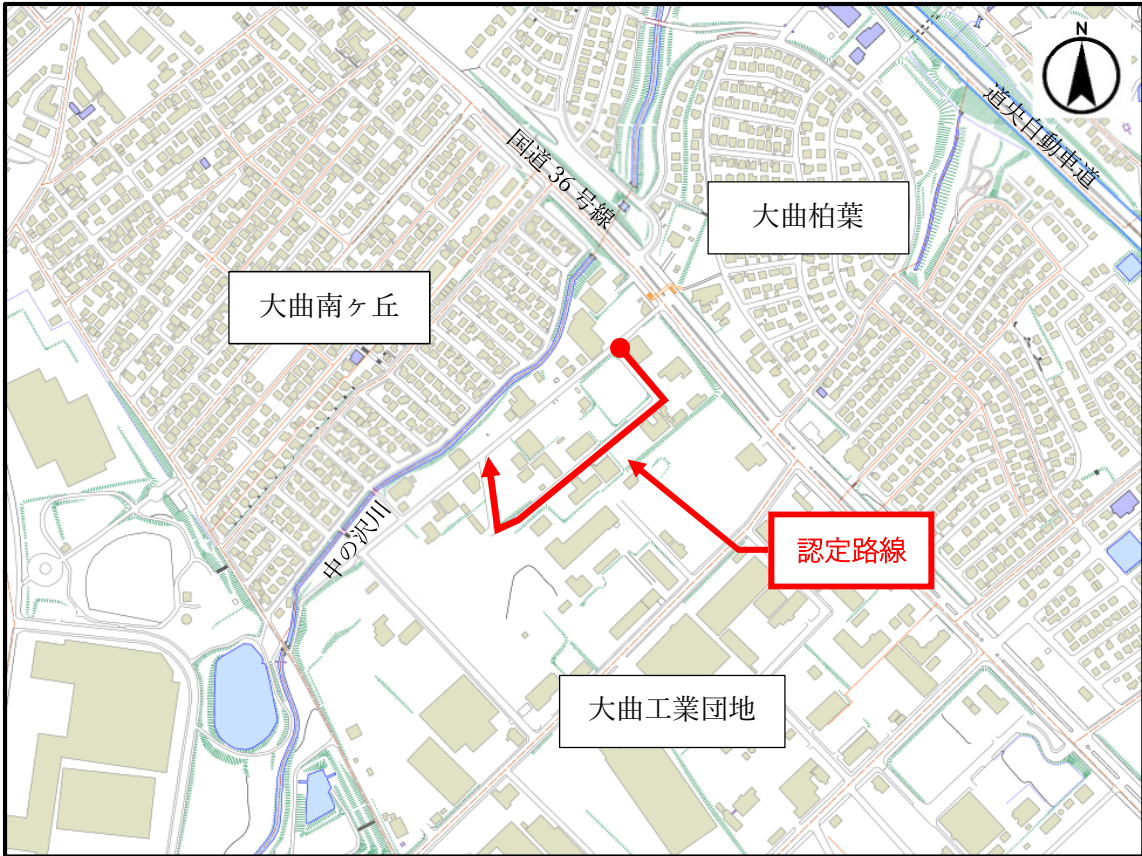 N
道央自動車道
国道36号線
大曲柏葉
大曲南ヶ丘
認定路線
中の沢川
大曲工業団地